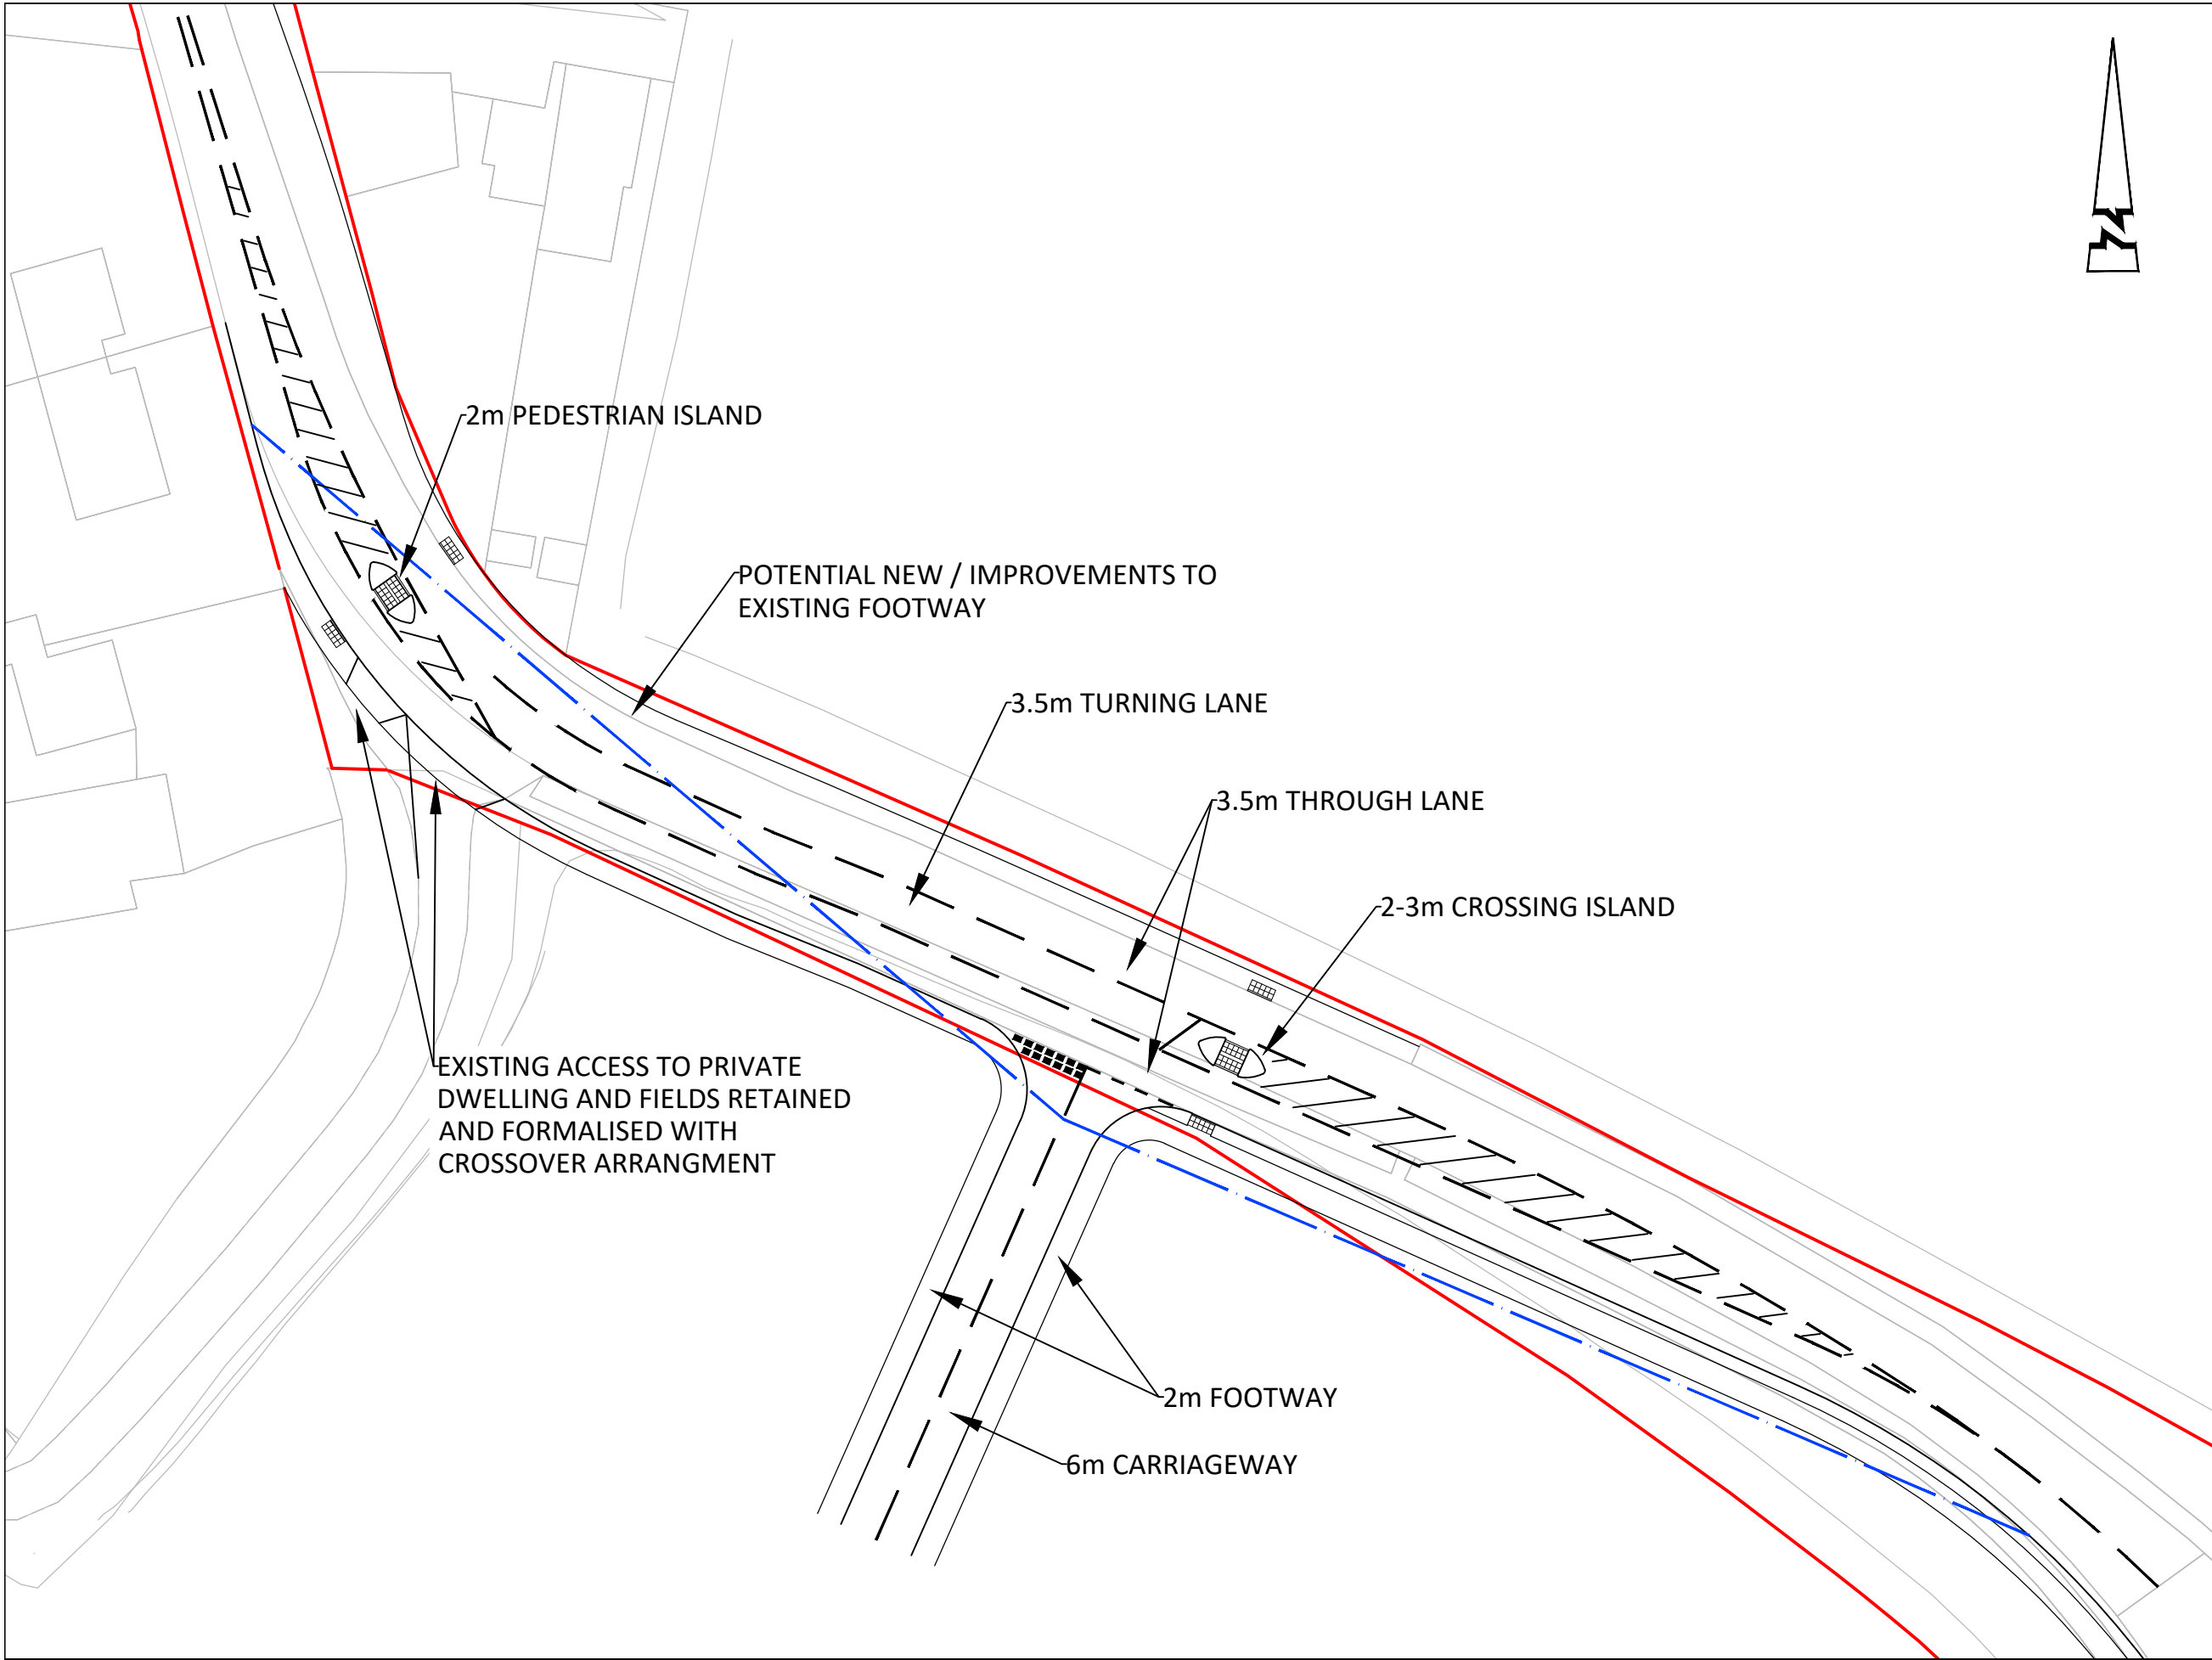 2m PEDESTRIAN ISLAND
POTENTIAL NEW / IMPROVEMENTS TO
EXISTING FOOTWAY
3.5m TURNING LANE
3.5m THROUGH LANE
2-3m CROSSING ISLAND
EXISTING ACCESS TO PRIVATE
DWELLING AND FIELDS RETAINED
AND FORMALISED WITH
CROSSOVER ARRANGMENT
2m FOOTWAY
6m CARRIAGEWAY
N